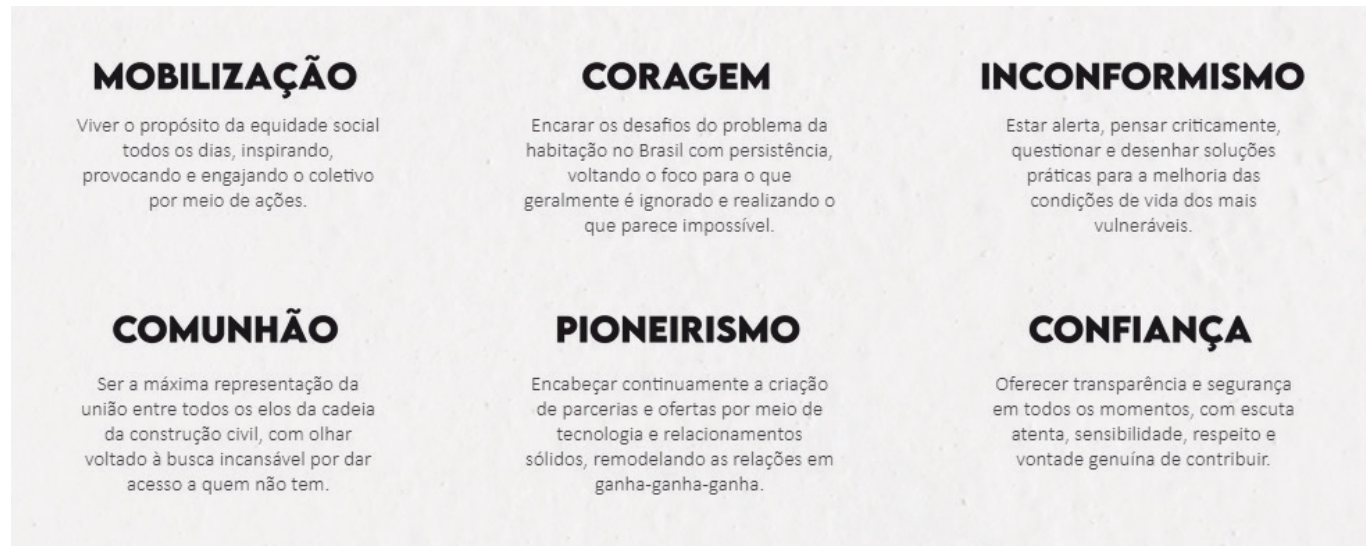 MOBILIZAÇÃO
Viver o propósito da equidade social
todos os dias, inspirando,
provocando e engajando o coletivo
por meio de ações.
CORAGEM
Encarar os desafios do problema da
habitação no Brasil com persistência,
voltando o foco para o que
geralmente é ignorado e realizando o
que parece impossível.
INCONFORMISMO
Estar alerta, pensar criticamente,
questionar e desenhar soluções
práticas para a melhoria das
condições de vida dos mais
vulneráveis.
COMUNHÃO
Ser a máxima representação da
união entre todos os elos da cadeia
da construção civil, com olhar
voltado à busca incansável por dar
acesso a quem não tem.
PIONEIRISMO
Encabeçar continuamente a criação
de parcerias e ofertas por meio de
tecnologia e relacionamentos
sólidos, remodelando as relações em
ganha-ganha-ganha.
CONFIANÇA
Oferecer transparência e segurança
em todos os momentos, com escuta
atenta, sensibilidade, respeito e
vontade genuína de contribuir.